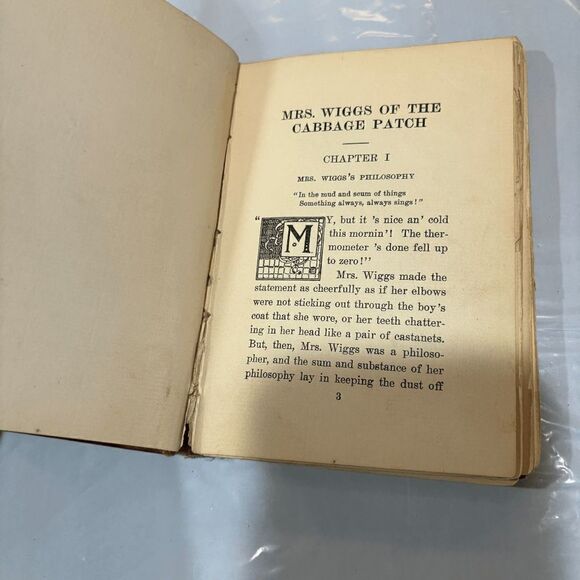 MRS. WIGGS OF THE
CABBAGE PATCH
CHAPTER I
MRS. WIGGS'S PHILOSOPHY
"In the mud and scum of things
Something always, always sings!"
"MY, but it 's nice an' cold
this mornin'! The ther-
mometer 's done fell up
to zero!"
Mrs. Wiggs made the
statement as cheerfully as if her elbows
were not sticking out through the boy's
coat that she wore, or her teeth chatter-
ing in her head like a pair of castanets.
But, then, Mrs. Wiggs was a philoso-
pher, and the sum and substance of her
philosophy lay in keeping the dust off
3